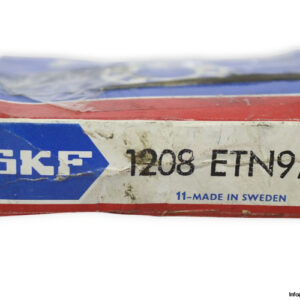 SKF 1208 ETN9/
11-MADE IN SWEDEN